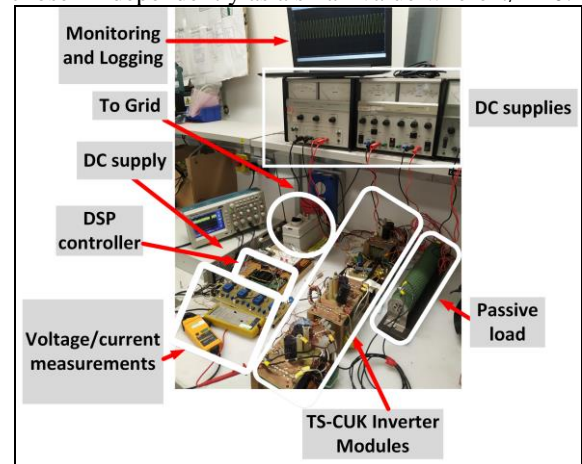 Monitoring
and Logging
To Grid
DC supplies
DC supply
DSP
controller
Voltage/current
measurements
Passive
load
TS-CUK Inverter
Modules